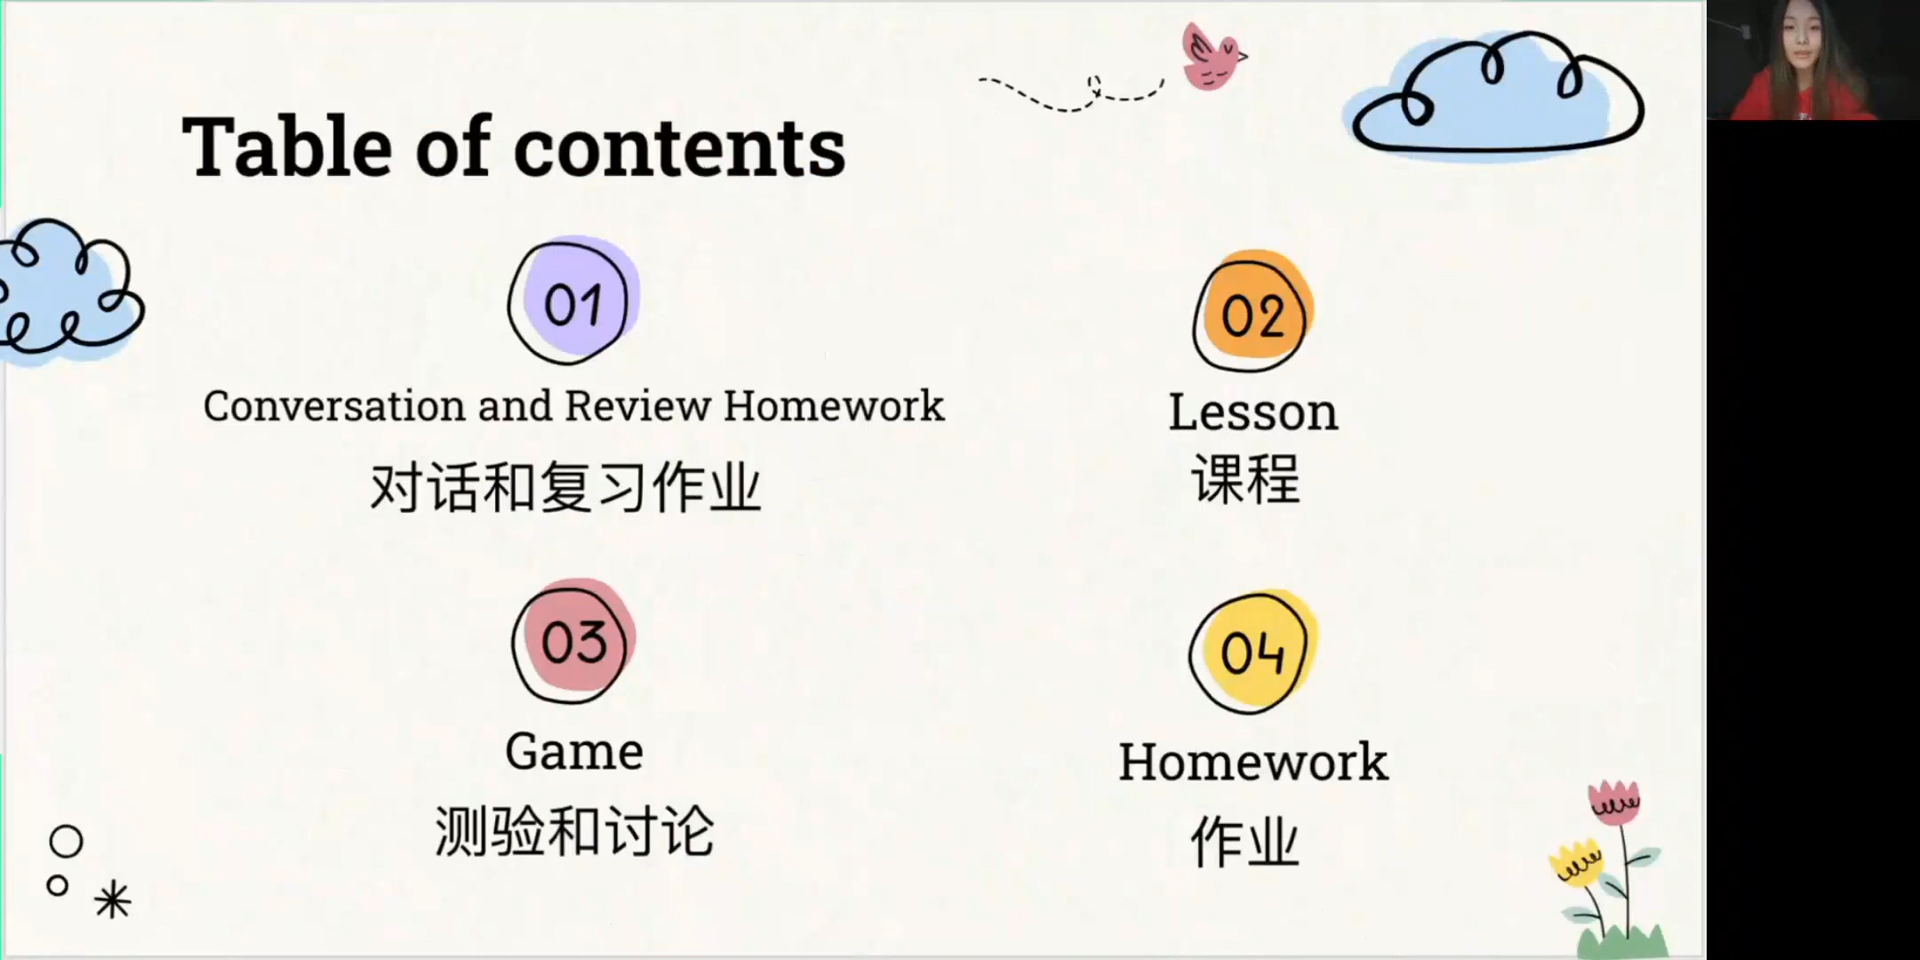 Table of contents
01
Conversation and Review Homework
对话和复习作业
02
Lesson
课程
03
Game
测验和讨论
04
Homework
作业